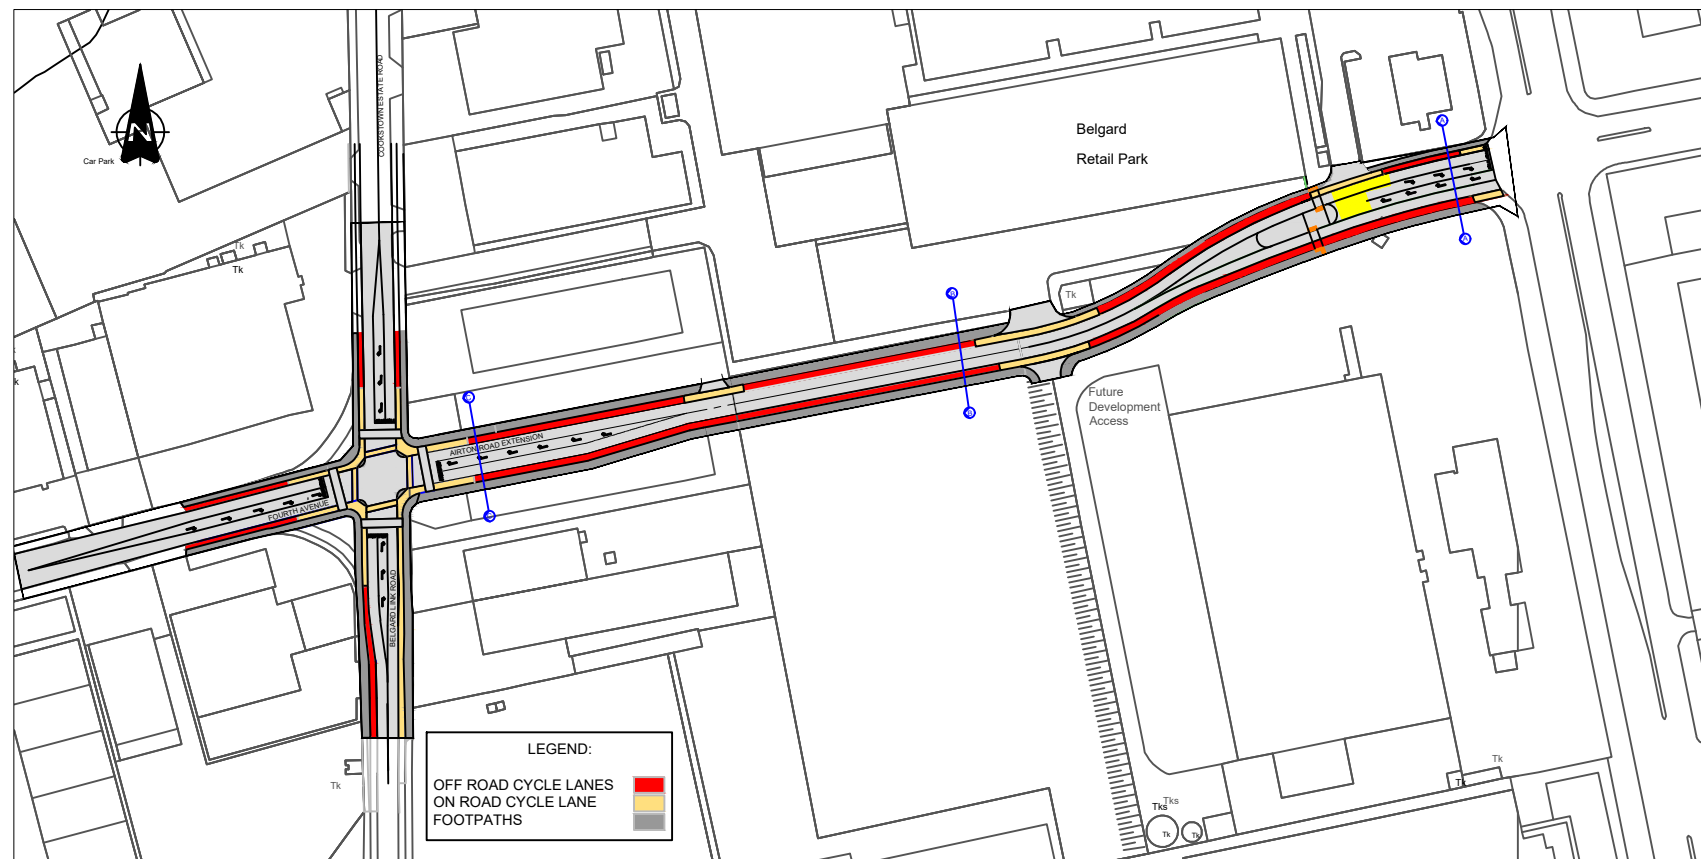 COOKSTOWN ESTATE ROAD
N
Car Park
Belgard
Retail Park
A
A
Tk
Tk
B
Tk
B
Future
Development
Access
C
AIRTON ROAD EXTENSION
C
FOURTH AVENUE
BELGARD LINK ROAD
LEGEND:
OFF ROAD CYCLE LANES
ON ROAD CYCLE LANE
FOOTPATHS
Tk
Tk
Tk
Tks
Tks
Tk
Tk